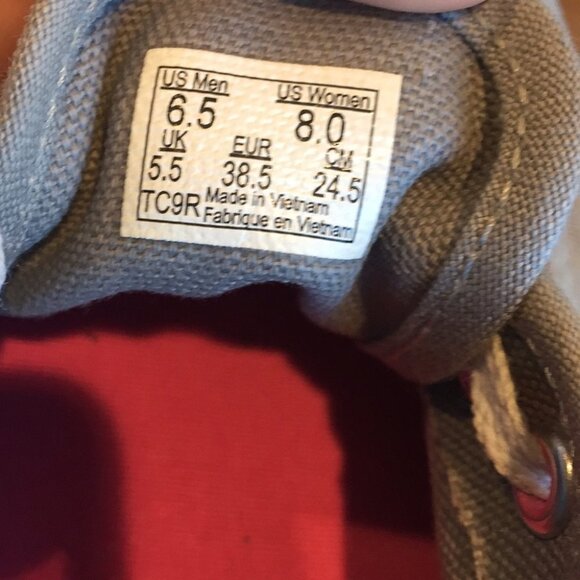 US Men US Women
6.5 8.0
UK EUR CM
5.5 38.5 24.5
TC9R Made in Vietnam
Fabrique en Vietnam